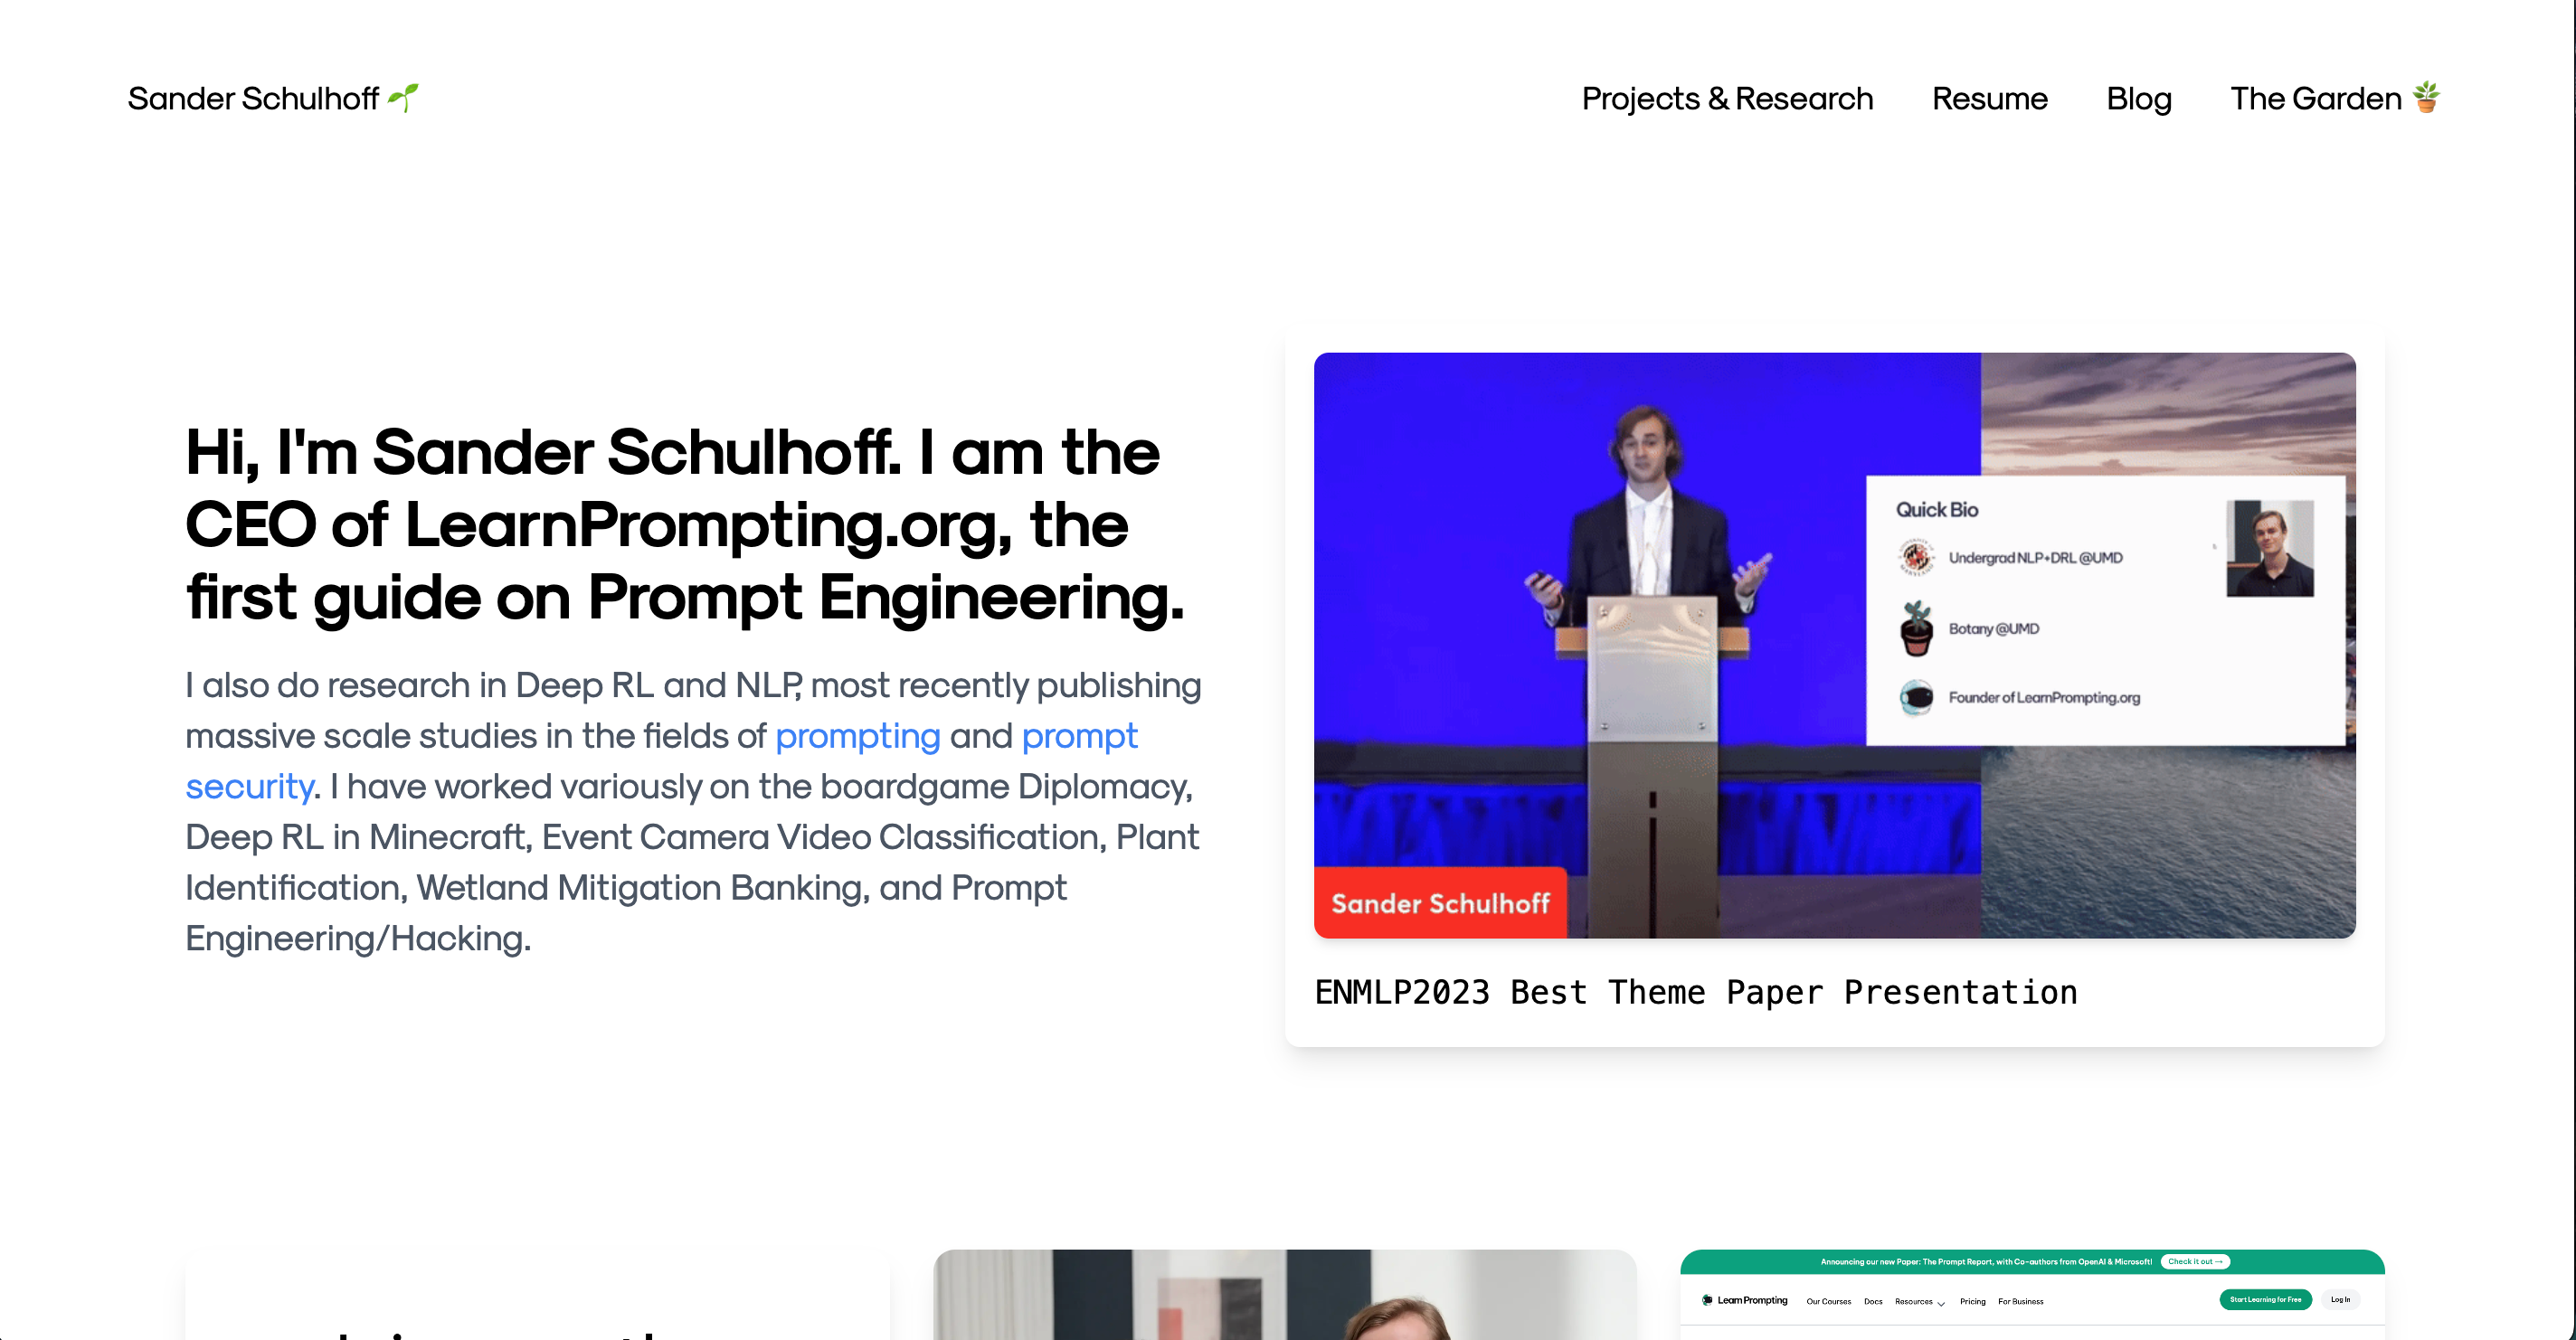 Sander Schulhoff 🌱
Projects & Research
Resume
Blog
The Garden 🪴
Hi, I'm Sander Schulhoff. I am the
CEO of LearnPrompting.org, the
first guide on Prompt Engineering.
I also do research in Deep RL and NLP, most recently publishing
massive scale studies in the fields of prompting and prompt
security. I have worked variously on the boardgame Diplomacy,
Deep RL in Minecraft, Event Camera Video Classification, Plant
Identification, Wetland Mitigation Banking, and Prompt
Engineering/Hacking.
Quick Bio
Undergrad NLP+DRL @UMD
Botany @UMD
Founder of LearnPrompting.org
Sander Schulhoff
ENMLP2023 Best Theme Paper Presentation
Announcing our new Paper: The Prompt Report, with Co-authors from OpenAI & Microsoft!
Check it out →
Learn Prompting
Our Courses
Docs
Resources
Pricing
For Business
Start Learning for Free
Log In